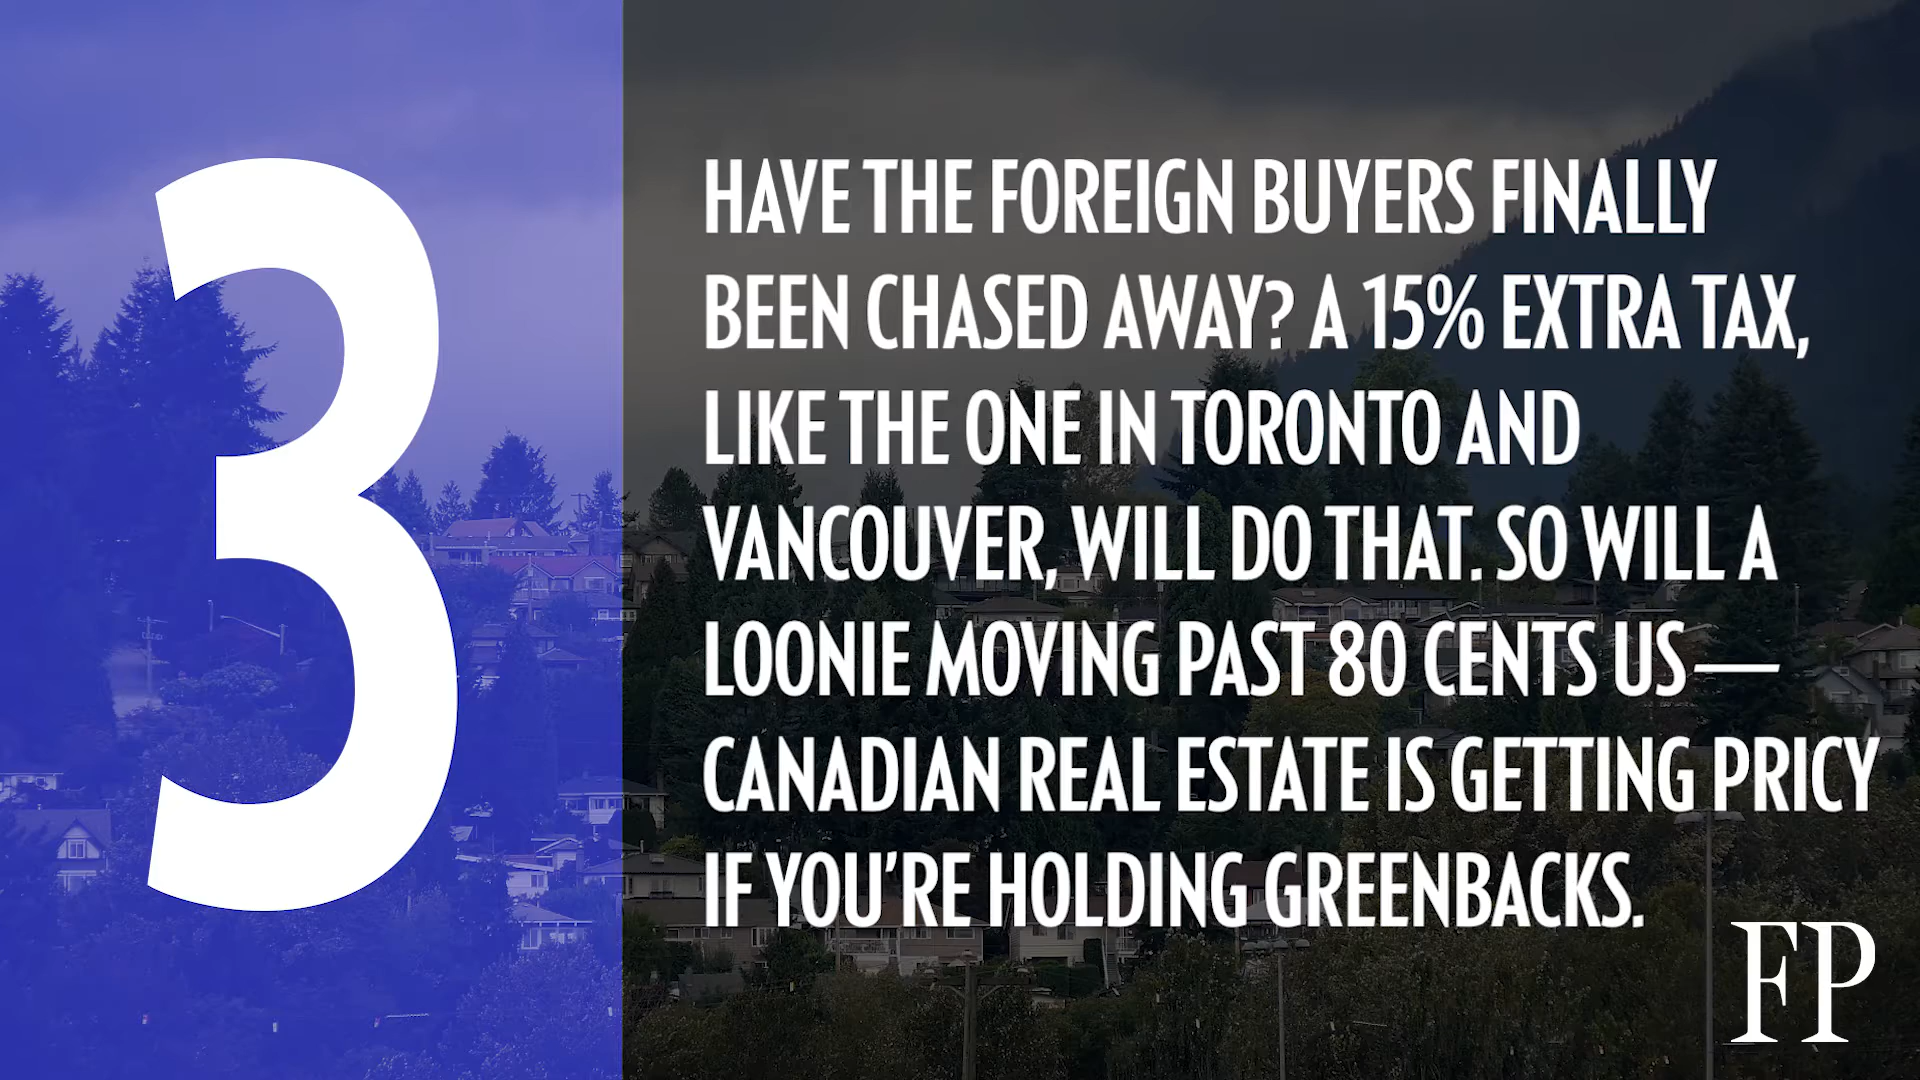 3
HAVE THE FOREIGN BUYERS FINALLY
BEEN CHASED AWAY? A 15% EXTRA TAX,
LIKE THE ONE IN TORONTO AND
VANCOUVER, WILL DO THAT. SO WILL A
LOONIE MOVING PAST 80 CENTS US—
CANADIAN REAL ESTATE IS GETTING PRICY
IF YOU'RE HOLDING GREENBACKS.
FP